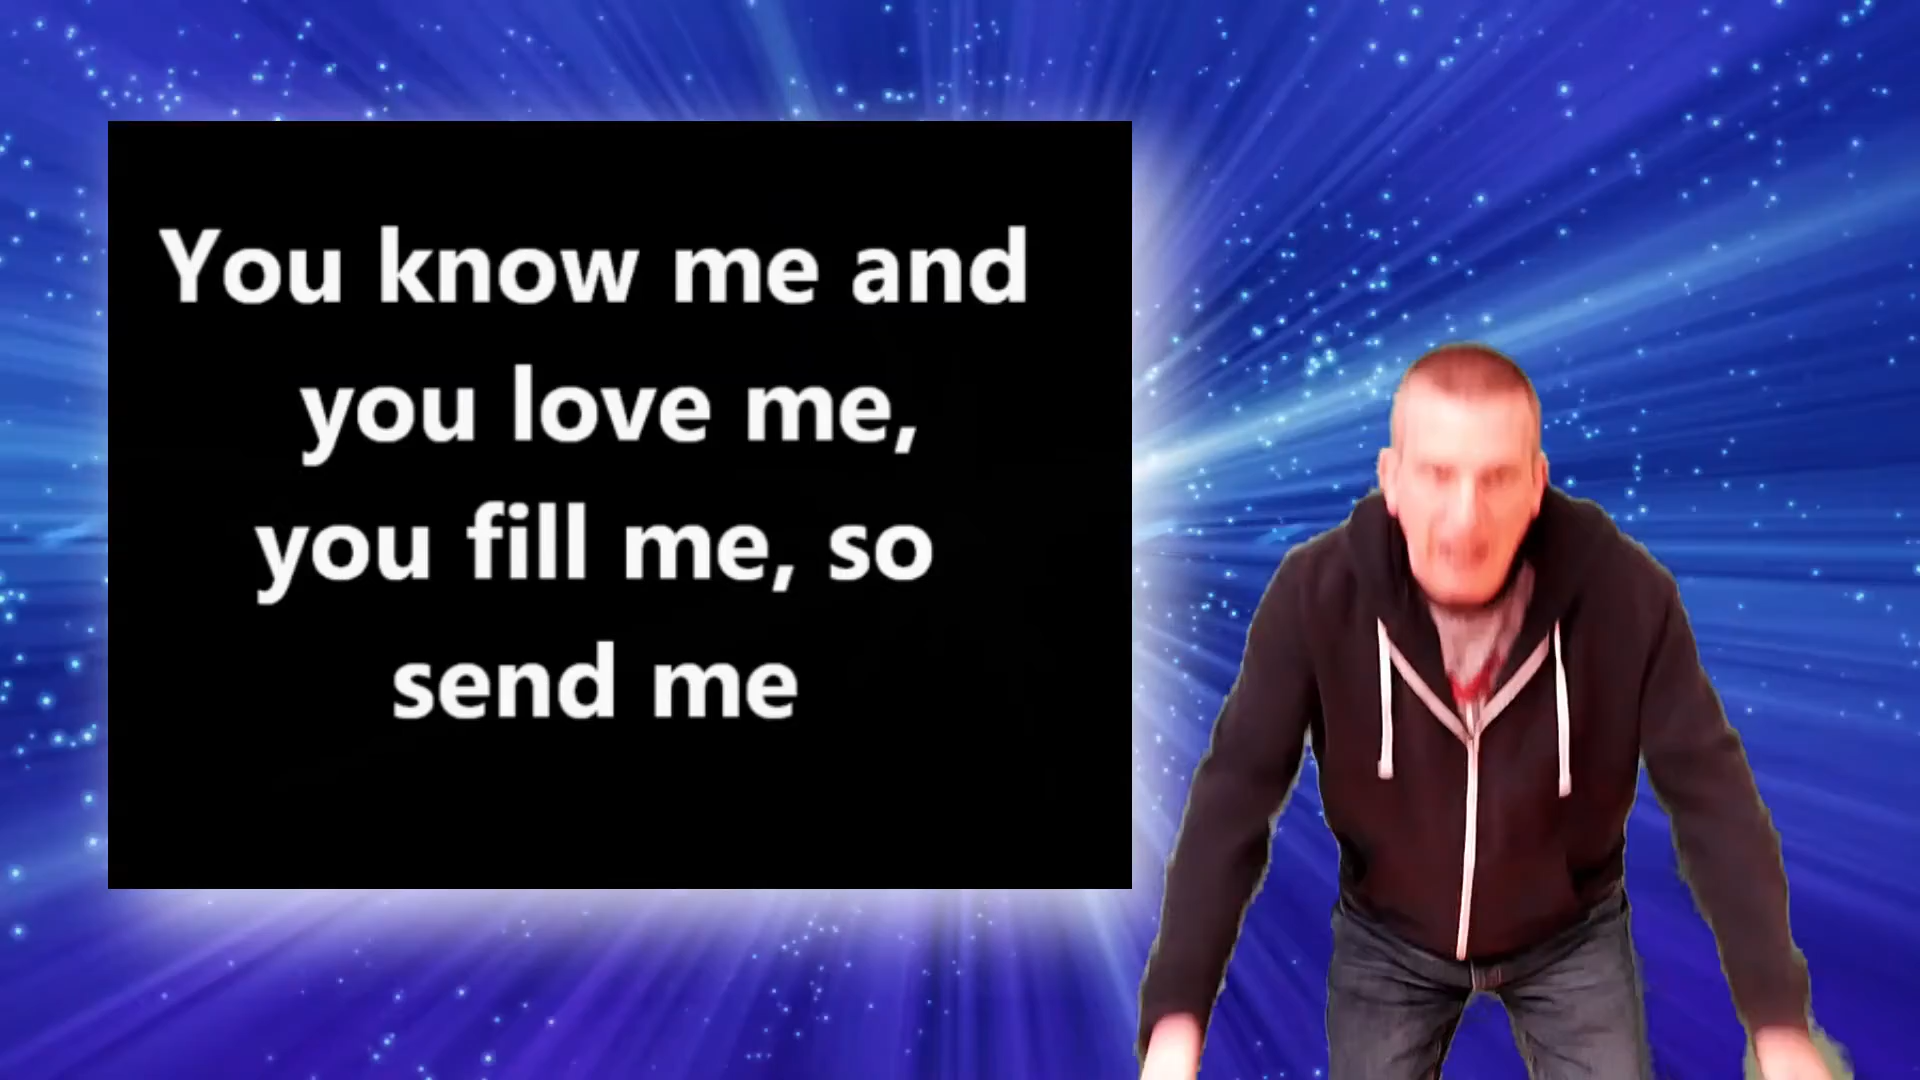 You know me and
you love me,
you fill me, so
send me